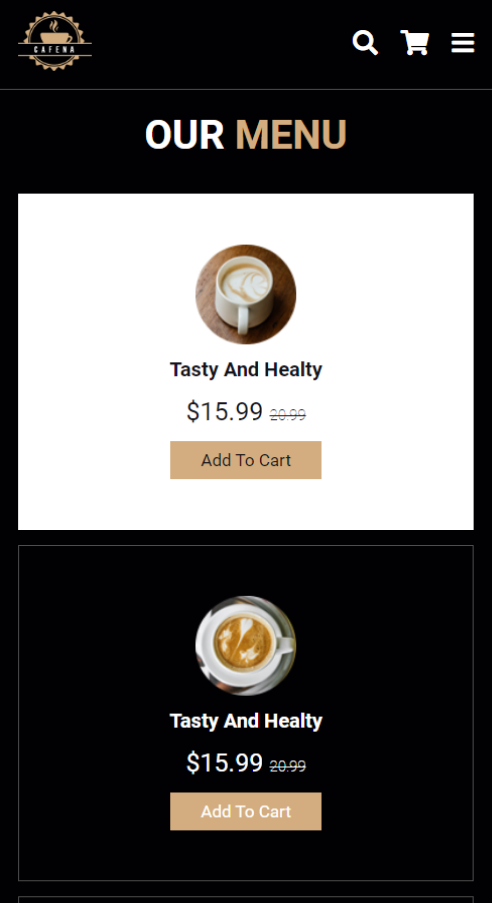 CAFENA
OUR MENU
Tasty And Healty
$15.99 20.99
Add To Cart
Tasty And Healty
$15.99 20.99
Add To Cart